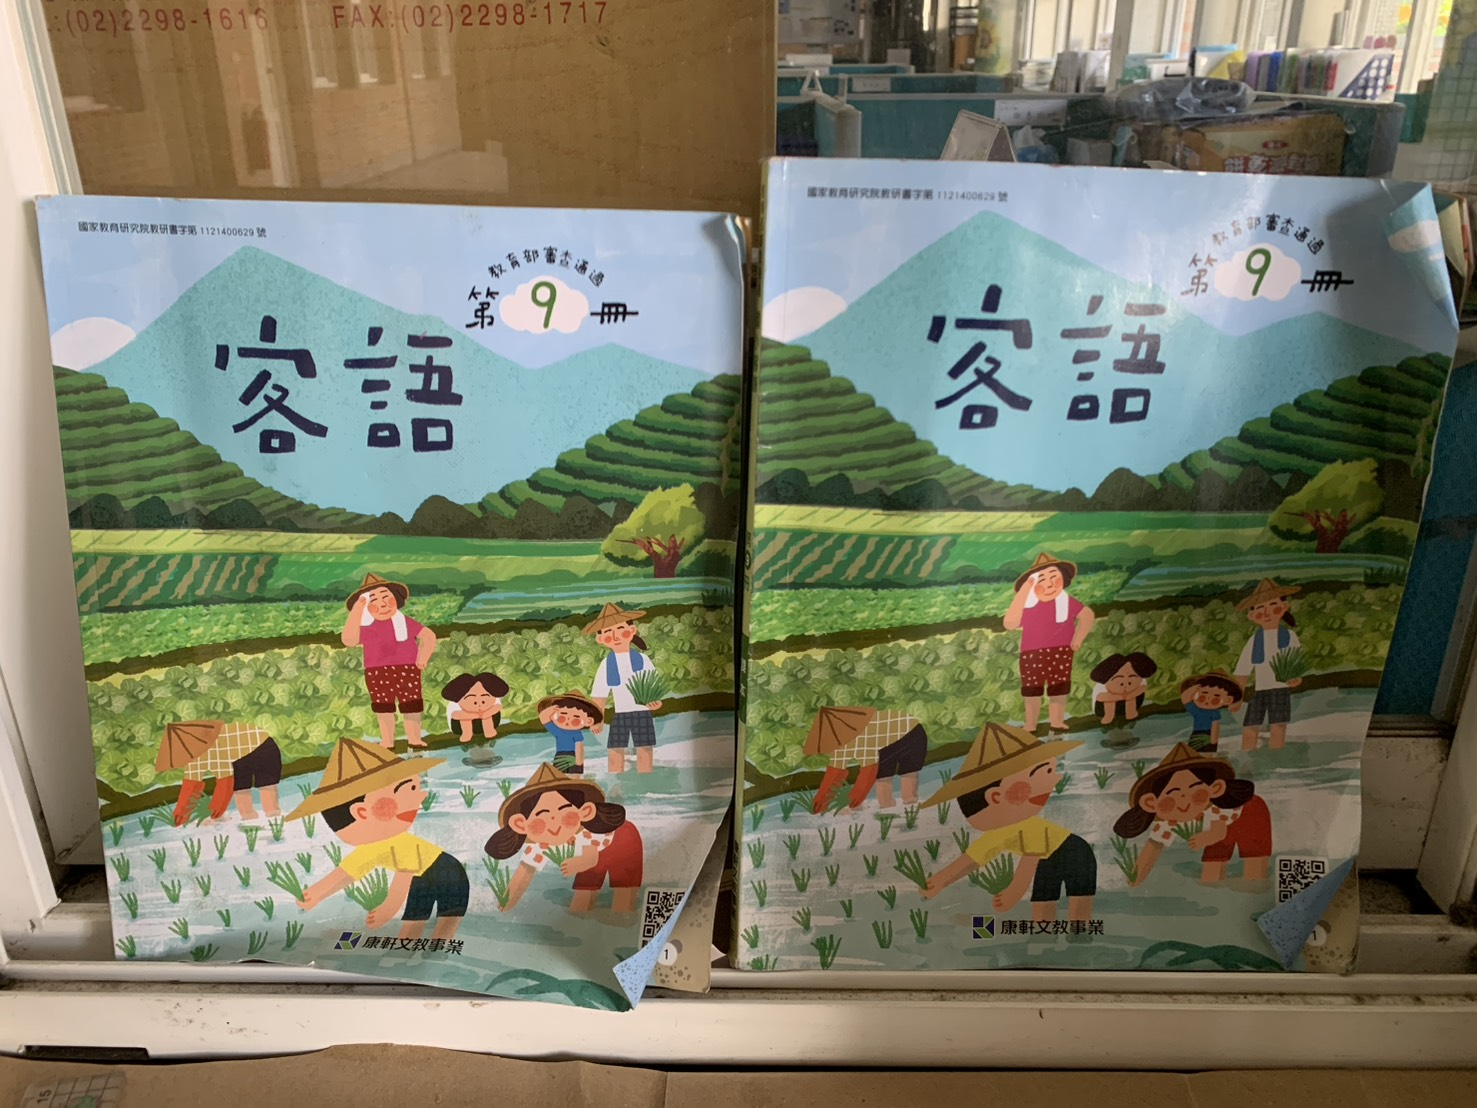 :(02)2298-1616 FAX:(02)2298-1717
國家教育研究院教研書字第 1121400629 號
教育部審查通過
第9冊
客語
康軒文教事業
1
國家教育研究院教研書字第 1121400629 號
教育部審查通過
第9冊
客語
康軒文教事業
1
15